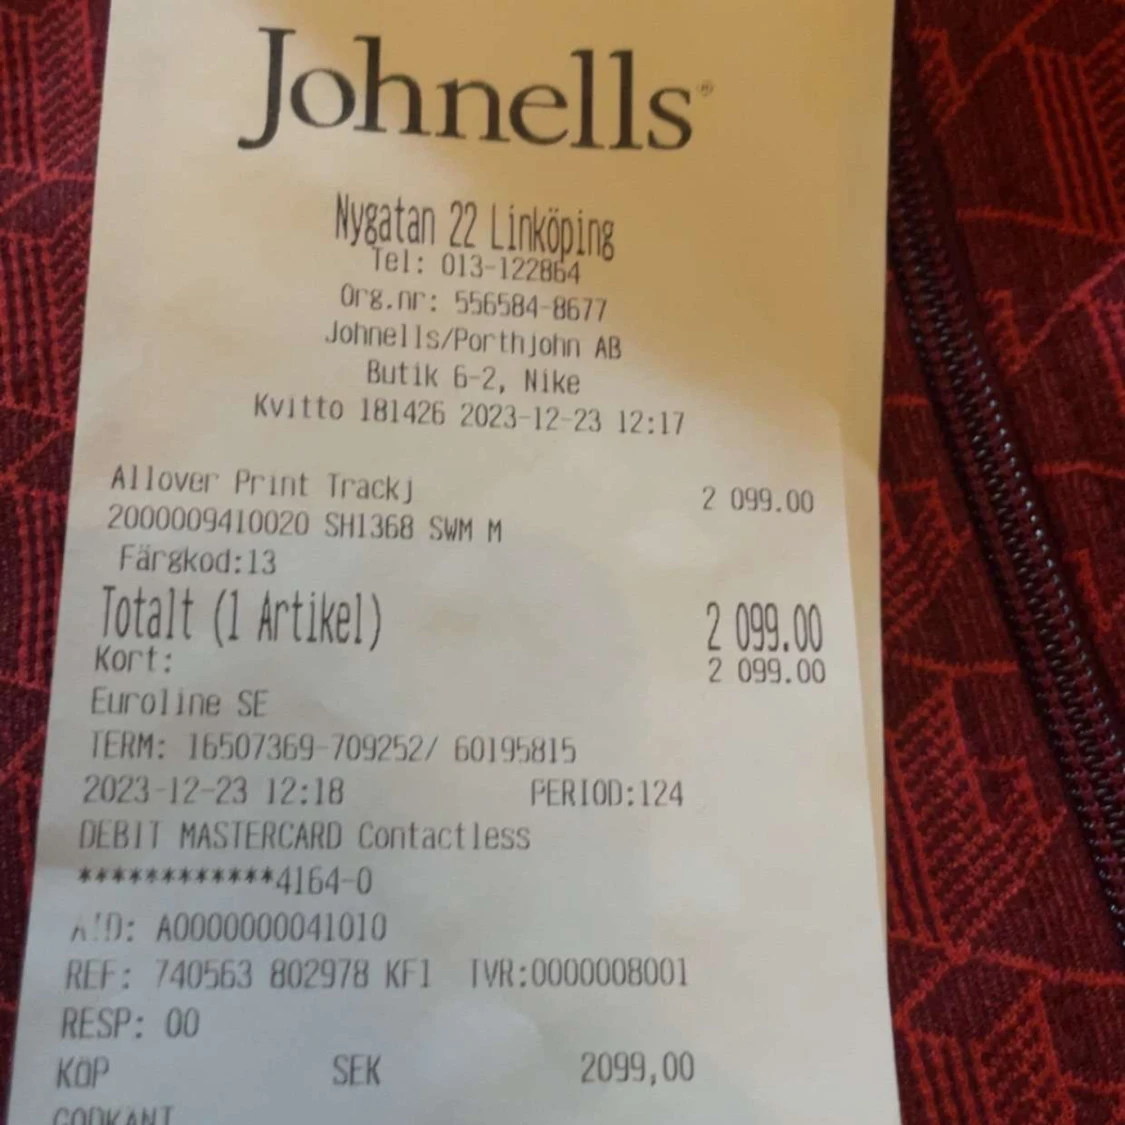 Johnells®
Nygatan 22 Linköping
Tel: 013-122864
Org.nr: 556584-8677
Johnells/Porthjohn AB
Butik 6-2, Nike
Kvitto 181426 2023-12-23 12:17
Allover Print Trackj 2 099.00
2000009410020 SH1368 SWM M
Färgkod:13
Totalt (1 Artikel) 2 099.00
Kort: 2 099.00
Euroline SE
TERM: 16507369-709252/ 60195815
2023-12-23 12:18 PERIOD:124
DEBIT MASTERCARD Contactless
************4164-0
AID: A0000000041010
REF: 740563 802978 KF1 TVR:0000008001
RESP: 00
KÖP SEK 2099,00
GODKÄNT